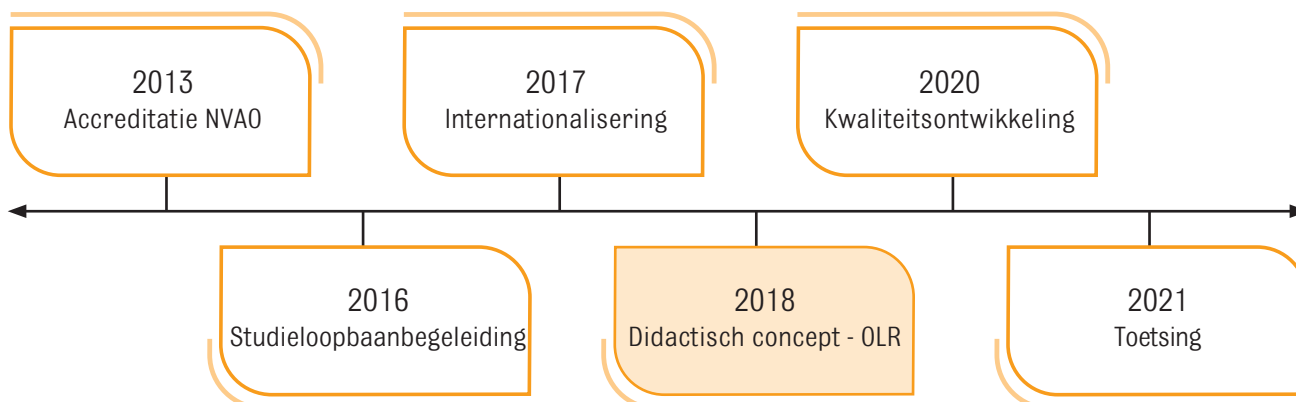 2013
Accreditatie NVAO
2017
Internationalisering
2020
Kwaliteitsontwikkeling
2016
Studieloopbaanbegeleiding
2018
Didactisch concept - OLR
2021
Toetsing